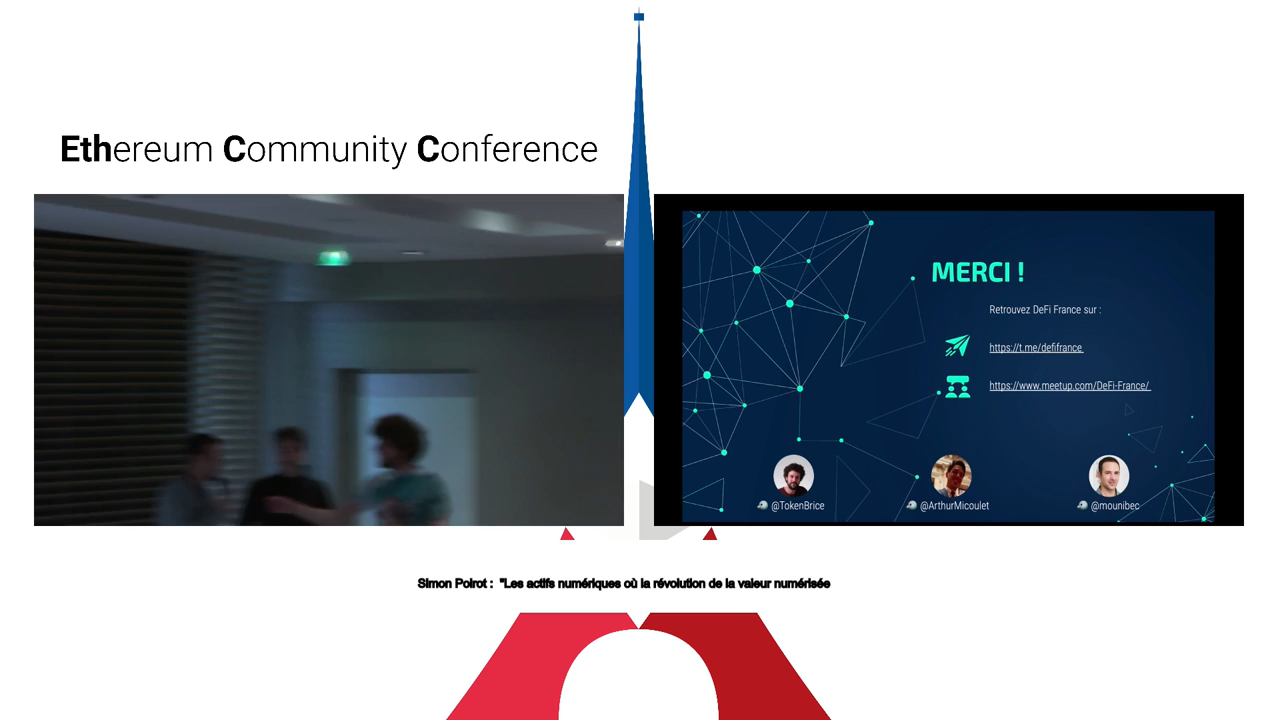 Ethereum Community Conference
MERCI !
Retrouvez DeFi France sur :
https://t.me/defifrance
https://www.meetup.com/DeFi-France/
@TokenBrice
@ArthurMicoulet
@mounibec
Simon Poirot : "Les actifs numériques où la révolution de la valeur numérisée